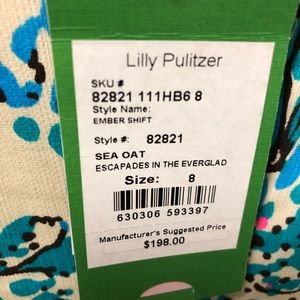 Lilly Pulitzer
SKU #
82821 111HB6 8
Style Name:
EMBER SHIFT
Style #: 82821
SEA OAT
ESCAPADES IN THE EVERGLAD
Size: 8
630306 593397
Manufacturer's Suggested Price
$198.00